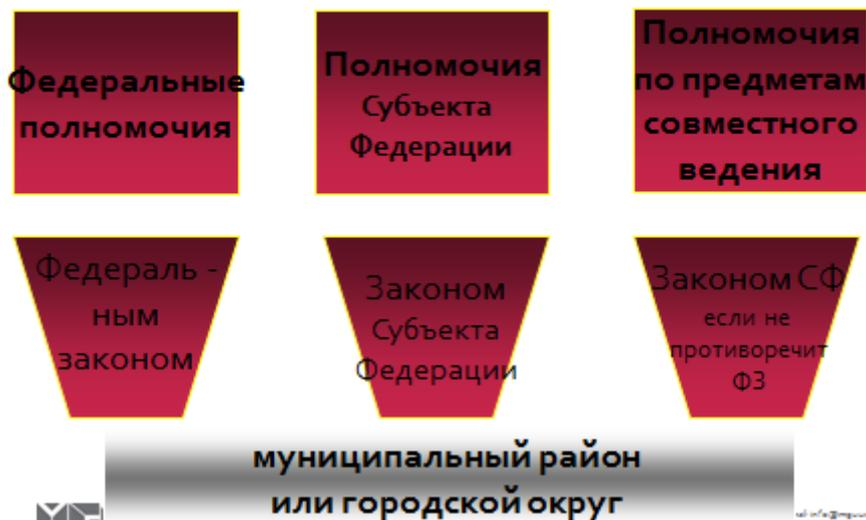 Федеральные
полномочия
Полномочия
Субъекта
Федерации
Полномочия
по предметам
совместного
ведения
Федераль -
ным
законом
Законом
Субъекта
Федерации
Законом СФ
если не
противоречит
ФЗ
муниципальный район
или городской округ